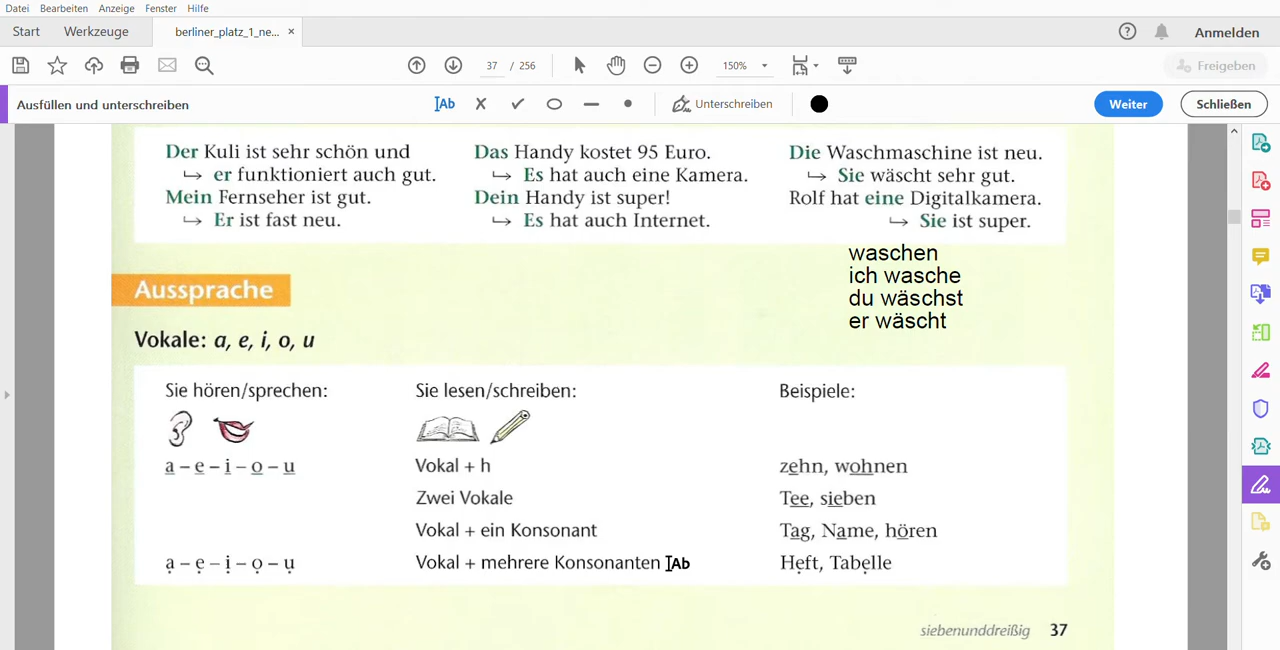 Datei Bearbeiten Anzeige Fenster Hilfe
Start Werkzeuge berliner_platz_1_ne... × Anmelden
37 / 256 150% Freigeben
Ausfüllen und unterschreiben Ab Unterschreiben Weiter Schließen
Der Kuli ist sehr schön und
↪ er funktioniert auch gut.
Mein Fernseher ist gut.
↪ Er ist fast neu.
Das Handy kostet 95 Euro.
↪ Es hat auch eine Kamera.
Dein Handy ist super!
↪ Es hat auch Internet.
Die Waschmaschine ist neu.
↪ Sie wäscht sehr gut.
Rolf hat eine Digitalkamera.
↪ Sie ist super.
waschen
ich wasche
du wäschst
er wäscht
Aussprache
Vokale: a, e, i, o, u
Sie hören/sprechen: Sie lesen/schreiben: Beispiele:
a – e – i – o – u Vokal + h zehn, wohnen
Zwei Vokale Tee, sieben
Vokal + ein Konsonant Tag, Name, hören
ạ – ẹ – ị – ọ – ụ Vokal + mehrere Konsonanten Ab Hẹft, Tabẹlle
siebenunddreißig 37